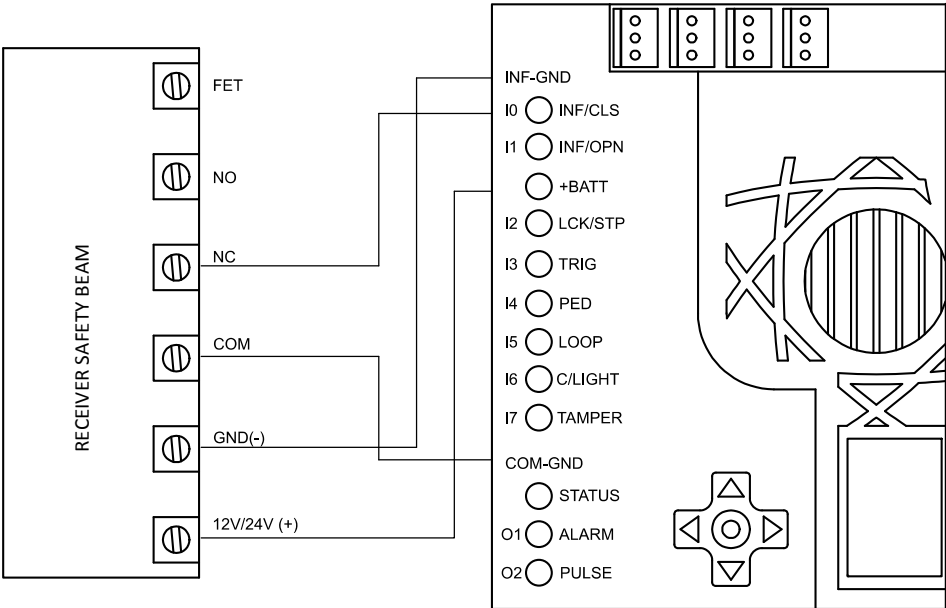 RECEIVER SAFETY BEAM
FET
NO
NC
COM
GND(-)
12V/24V (+)
INF-GND
I0 INF/CLS
I1 INF/OPN
+BATT
I2 LCK/STP
I3 TRIG
I4 PED
I5 LOOP
I6 C/LIGHT
I7 TAMPER
COM-GND
STATUS
O1 ALARM
O2 PULSE